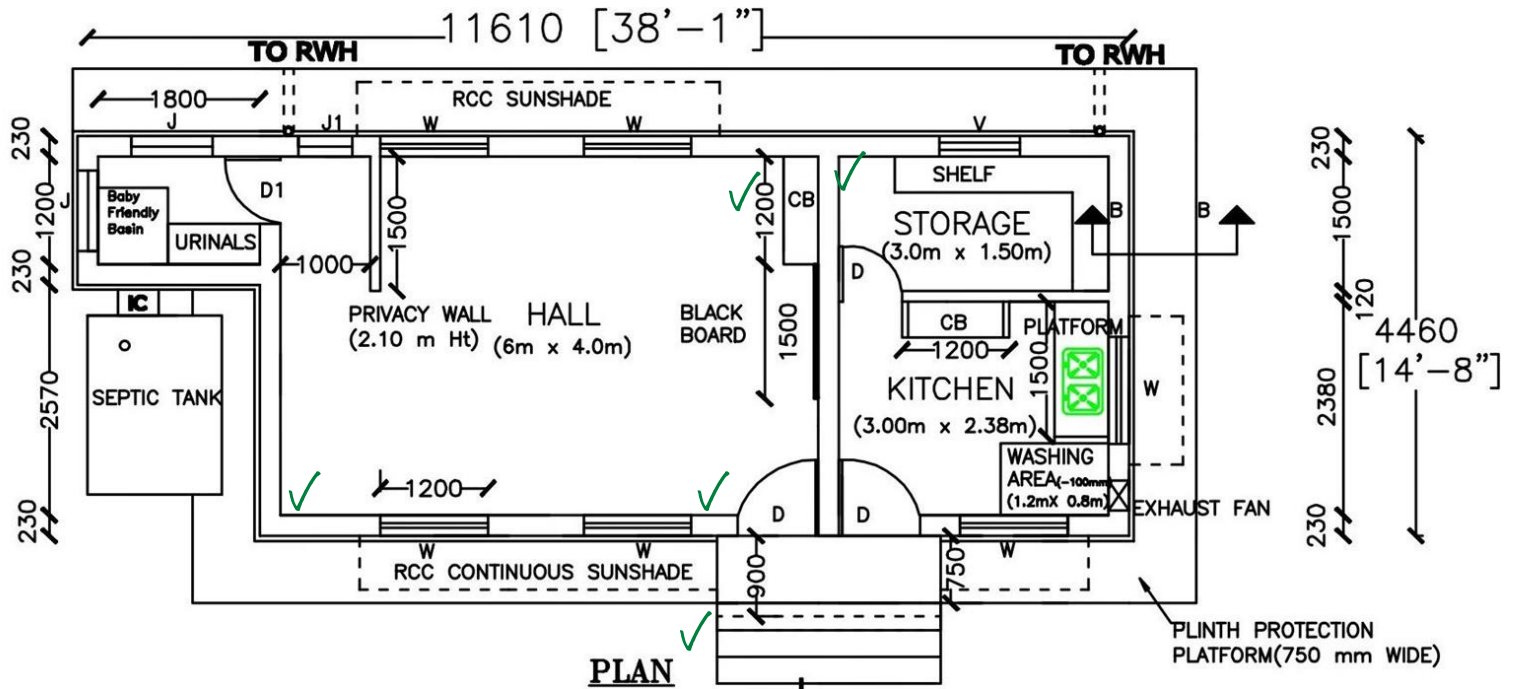 11610 [38'-1"]
TO RWH
TO RWH
1800
RCC SUNSHADE
J
J1
W
W
V
230
1200
230
2570
230
J
Baby
Friendly
Basin
URINALS
D1
1000
1500
PRIVACY WALL
(2.10 m Ht)
HALL
(6m x 4.0m)
BLACK
BOARD
1200
CB
1500
SHELF
STORAGE
(3.0m x 1.50m)
B
B
D
CB
1200
PLATFORM
1500
KITCHEN
(3.00m x 2.38m)
W
WASHING
AREA(-100mm
(1.2mX 0.8m)
EXHAUST FAN
IC
SEPTIC TANK
1200
D
D
W
W
W
RCC CONTINUOUS SUNSHADE
900
750
230
1500
120
2380
230
4460
[14'-8"]
PLINTH PROTECTION
PLATFORM(750 mm WIDE)
PLAN